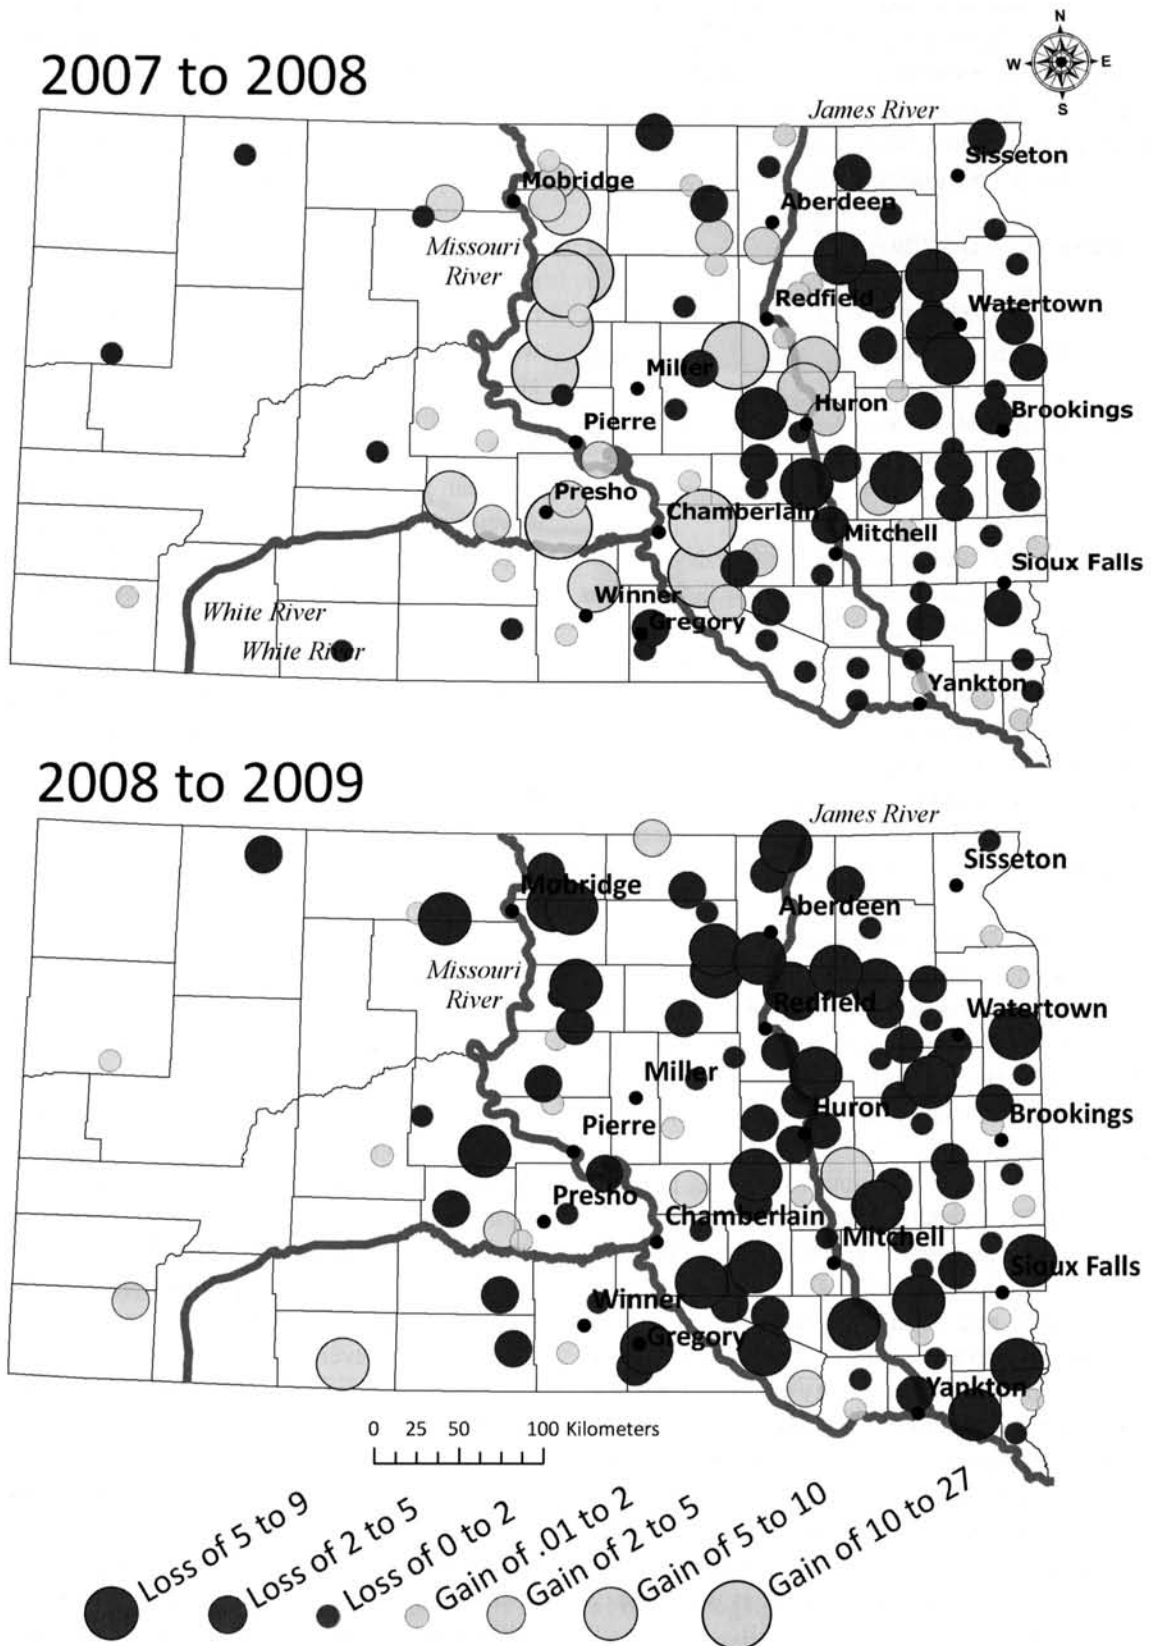 N
W E
S
2007 to 2008
James River
Sisseton
Mobridge
Aberdeen
Missouri
River
Redfield
Watertown
Miller
Huron
Brookings
Pierre
Presho
Chamberlain
Mitchell
Sioux Falls
White River
Winner
Gregory
White River
Yankton
2008 to 2009
James River
Sisseton
Mobridge
Aberdeen
Missouri
River
Redfield
Watertown
Miller
Huron
Brookings
Pierre
Presho
Chamberlain
Mitchell
Sioux Falls
Winner
Gregory
Yankton
0 25 50 100 Kilometers
Loss of 5 to 9
Loss of 2 to 5
Loss of 0 to 2
Gain of .01 to 2
Gain of 2 to 5
Gain of 5 to 10
Gain of 10 to 27